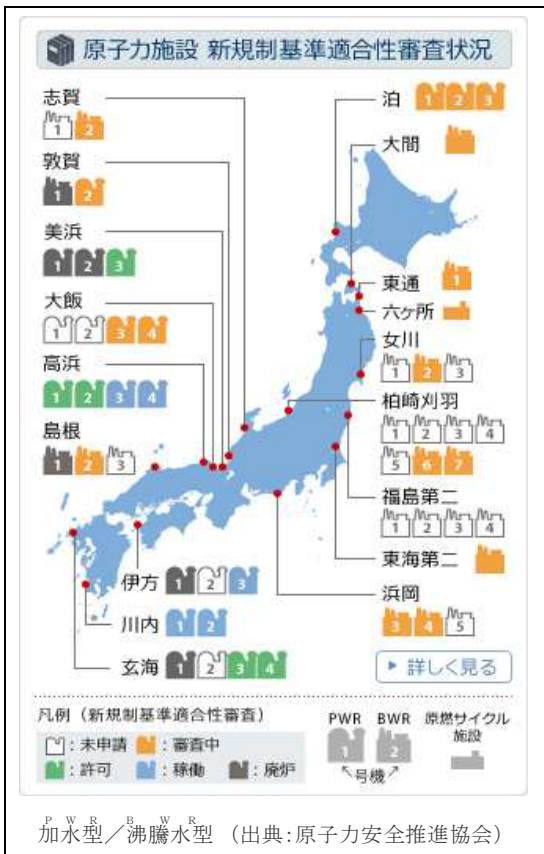 原子力施設 新規制基準適合性審査状況
志賀
1 2
敦賀
1 2
美浜
1 2 3
大飯
1 2 3 4
高浜
1 2 3 4
島根
1 2 3
泊 1 2 3
大間
東通 1
六ヶ所
女川
1 2 3
柏崎刈羽
1 2 3 4
5 6 7
福島第二
1 2 3 4
東海第二
浜岡
3 4 5
伊方 1 2 3
川内 1 2
玄海 1 2 3 4
詳しく見る
凡例（新規制基準適合性審査）
：未申請 ：審査中
：許可 ：稼働 ：廃炉
PWR BWR 原燃サイクル
施設
1 2
号機
P W R B W R
加水型／沸騰水型 （出典：原子力安全推進協会）